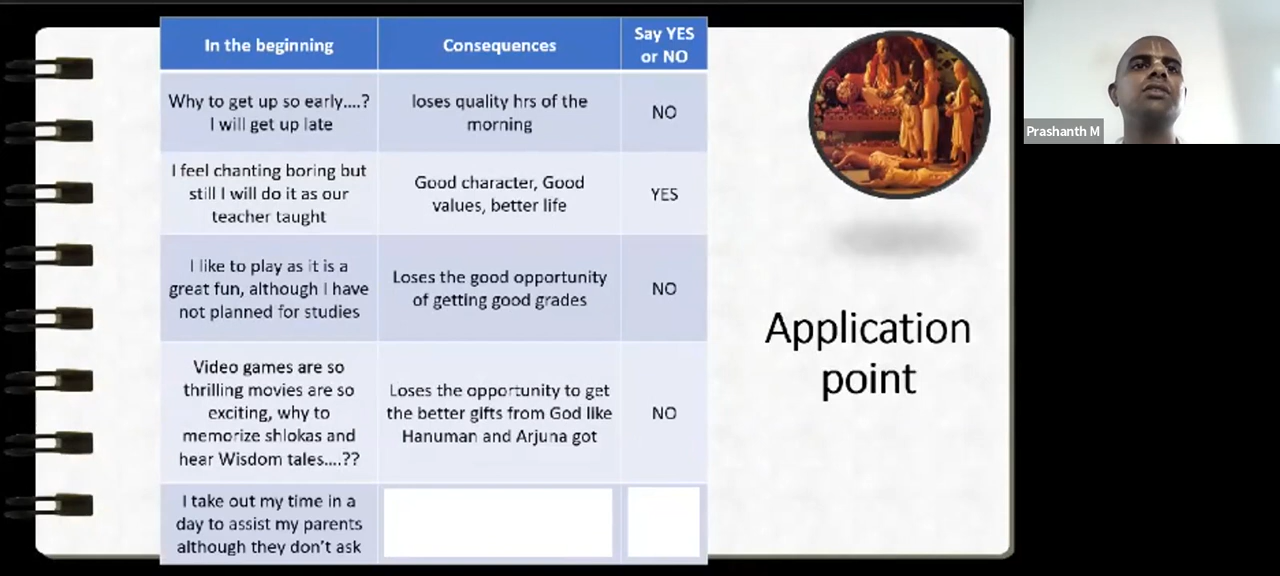 In the beginning
Consequences
Say YES
or NO
Why to get up so early....?
I will get up late
loses quality hrs of the
morning
NO
I feel chanting boring but
still I will do it as our
teacher taught
Good character, Good
values, better life
YES
I like to play as it is a
great fun, although I have
not planned for studies
Loses the good opportunity
of getting good grades
NO
Video games are so
thrilling movies are so
exciting, why to
memorize shlokas and
hear Wisdom tales....??
Loses the opportunity to get
the better gifts from God like
Hanuman and Arjuna got
NO
I take out my time in a
day to assist my parents
although they don't ask
Application
point
Prashanth M